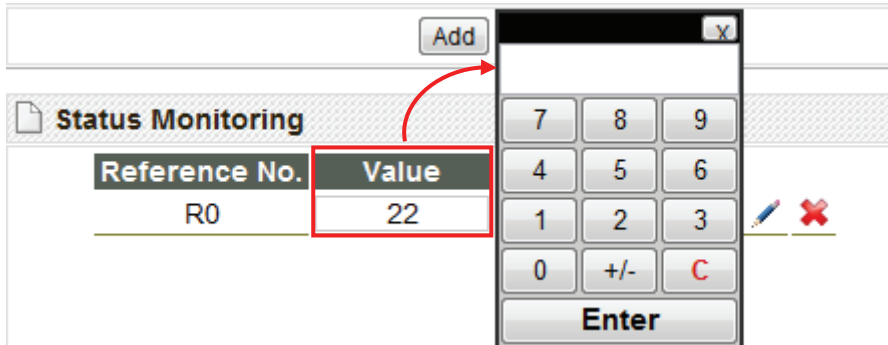 Add
X
Status Monitoring
7 8 9
Reference No. Value
4 5 6
R0 22
1 2 3
0 +/- C
Enter